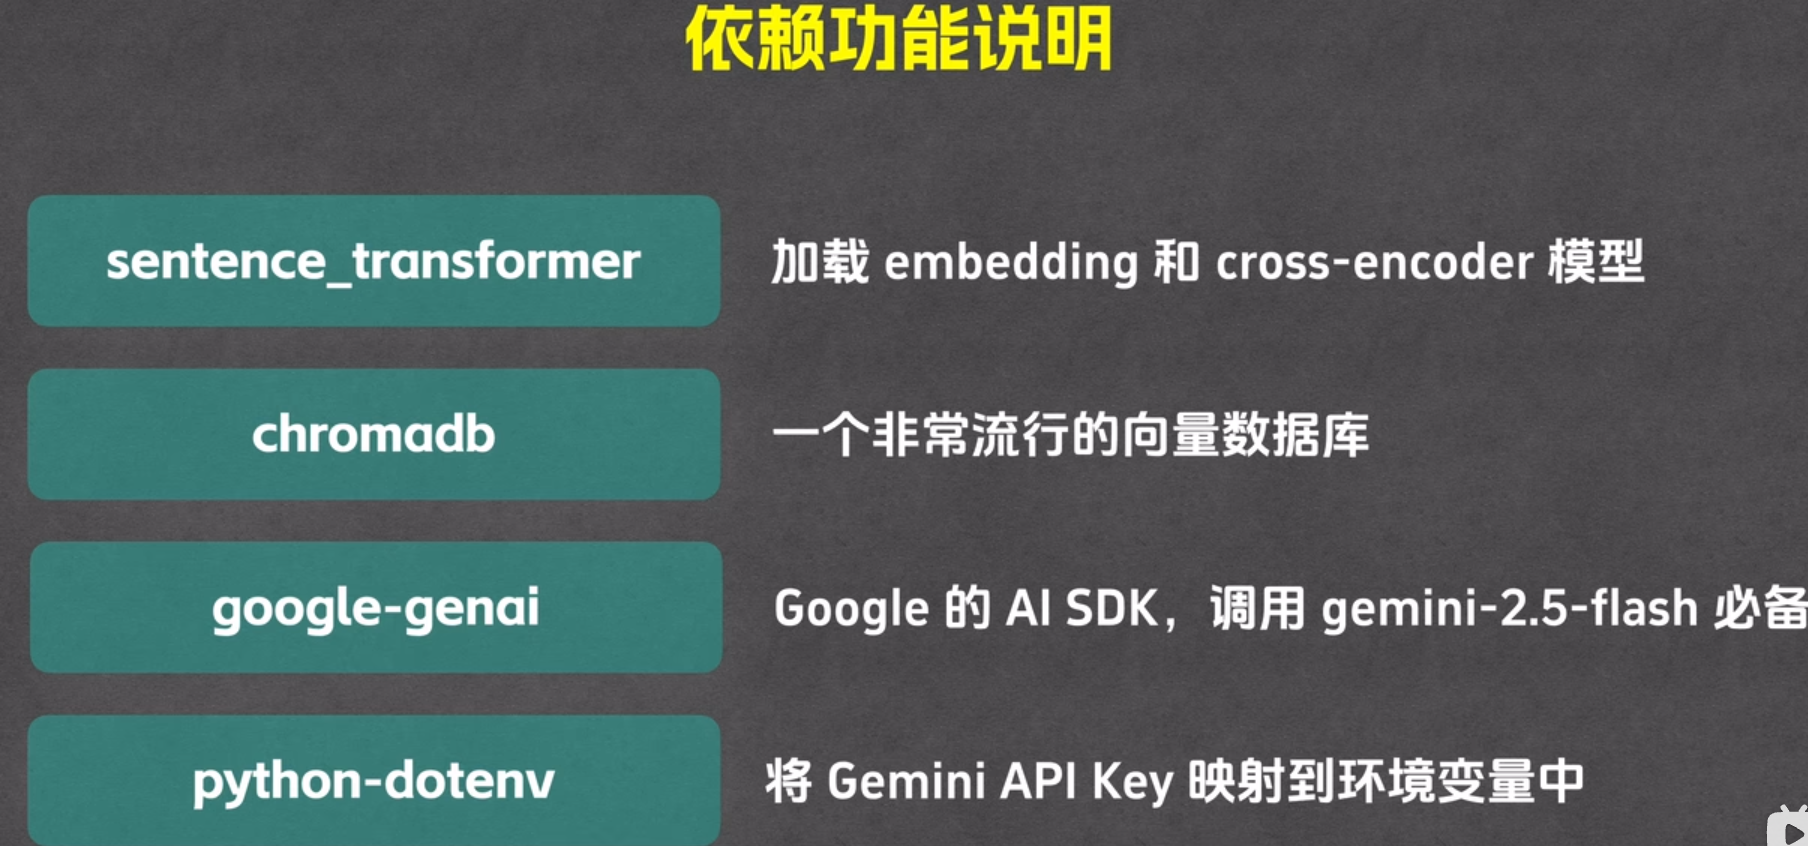 依赖功能说明
sentence_transformer
加载 embedding 和 cross-encoder 模型
chromadb
一个非常流行的向量数据库
google-genai
Google 的 AI SDK，调用 gemini-2.5-flash 必备
python-dotenv
将 Gemini API Key 映射到环境变量中